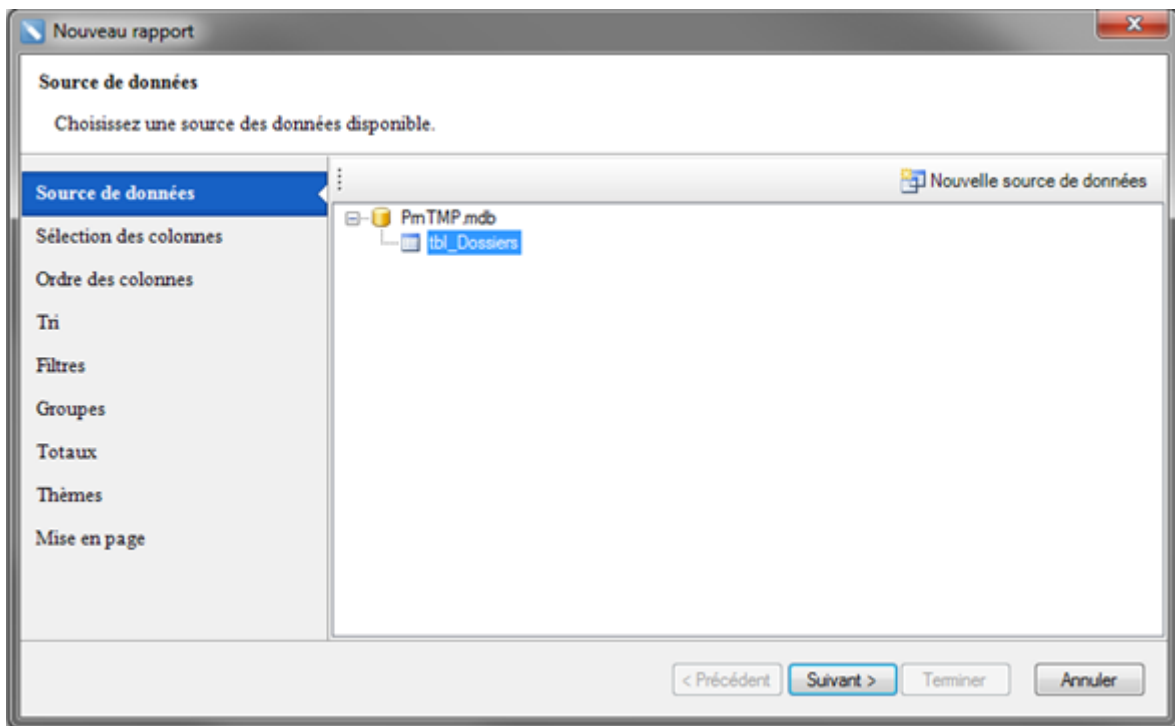 Nouveau rapport
Source de données
Choisissez une source des données disponible.
Source de données
Nouvelle source de données
Sélection des colonnes
Ordre des colonnes
Tri
Filtres
Groupes
Totaux
Thèmes
Mise en page
PmTMP.mdb
tbl_Dossiers
< Précédent
Suivant >
Terminer
Annuler